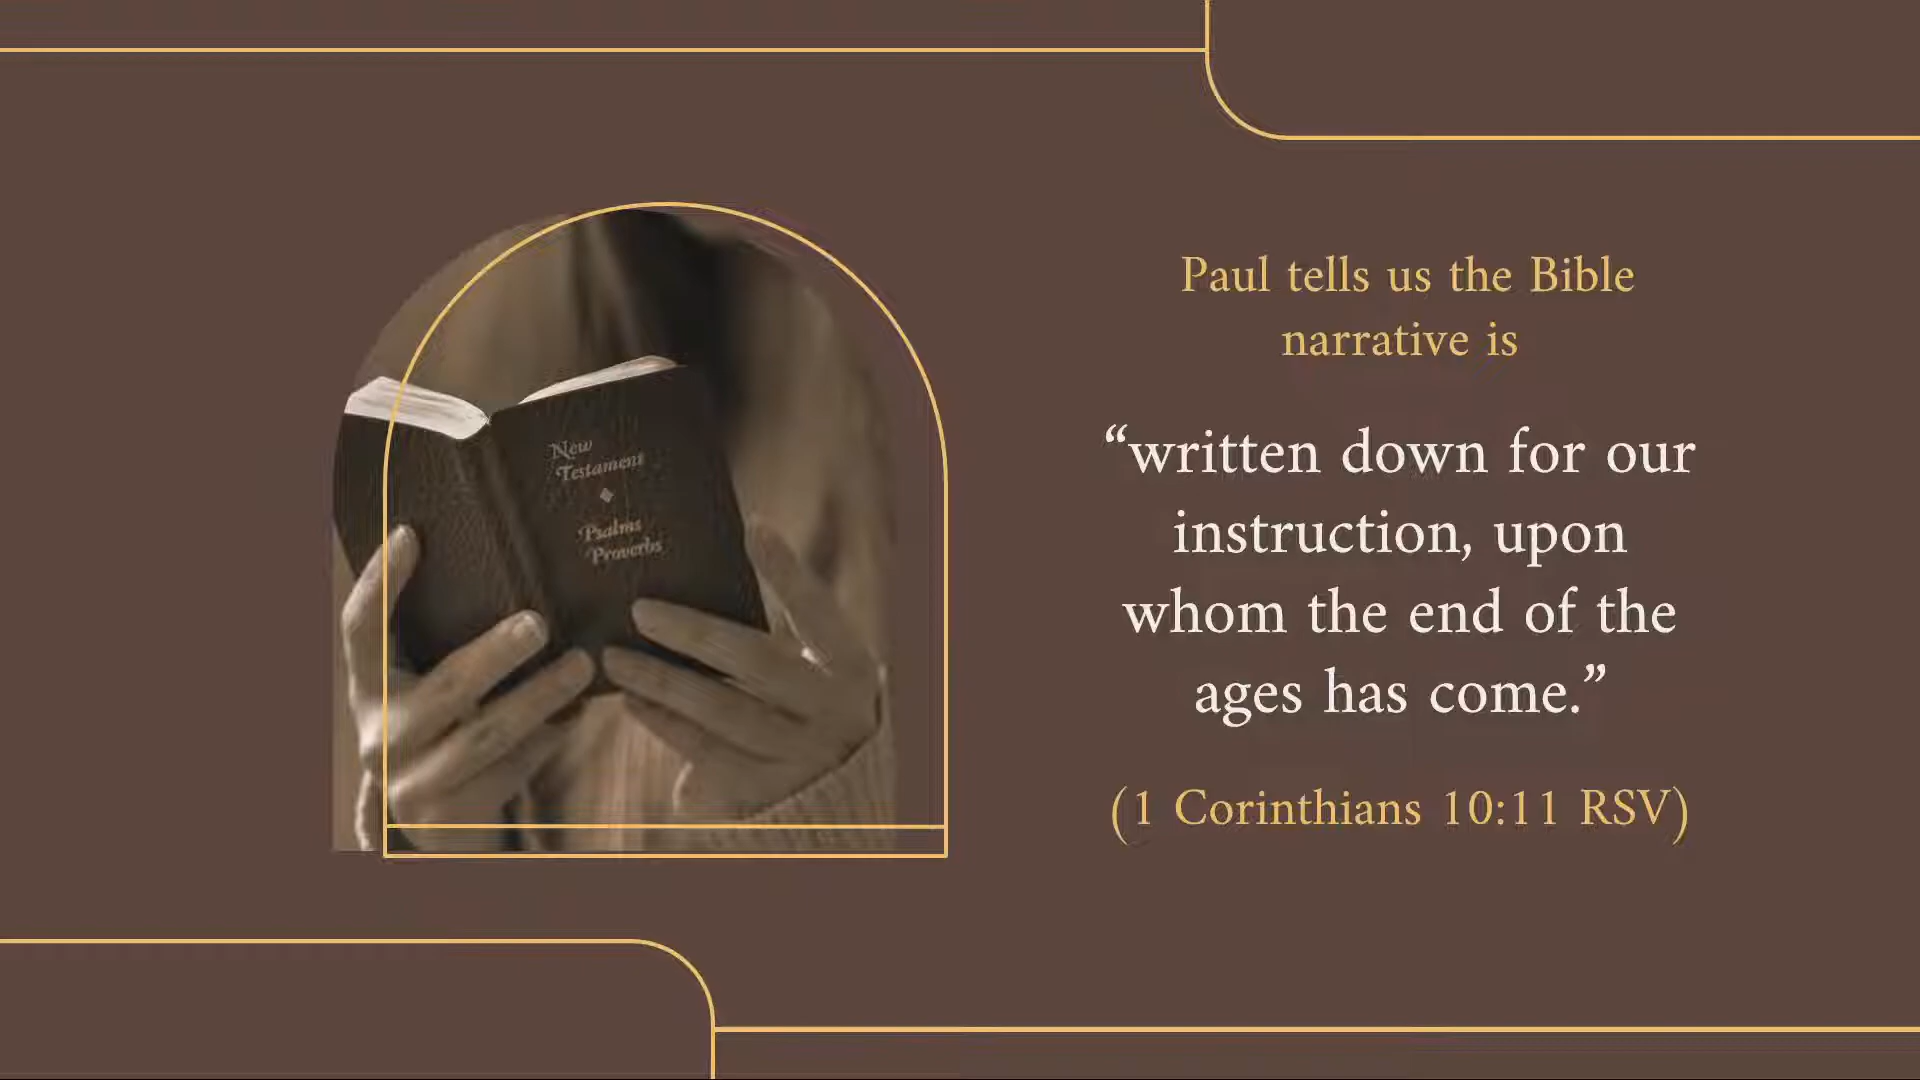 New
Testament
Psalms
Proverbs
Paul tells us the Bible
narrative is
“written down for our
instruction, upon
whom the end of the
ages has come.”
(1 Corinthians 10:11 RSV)